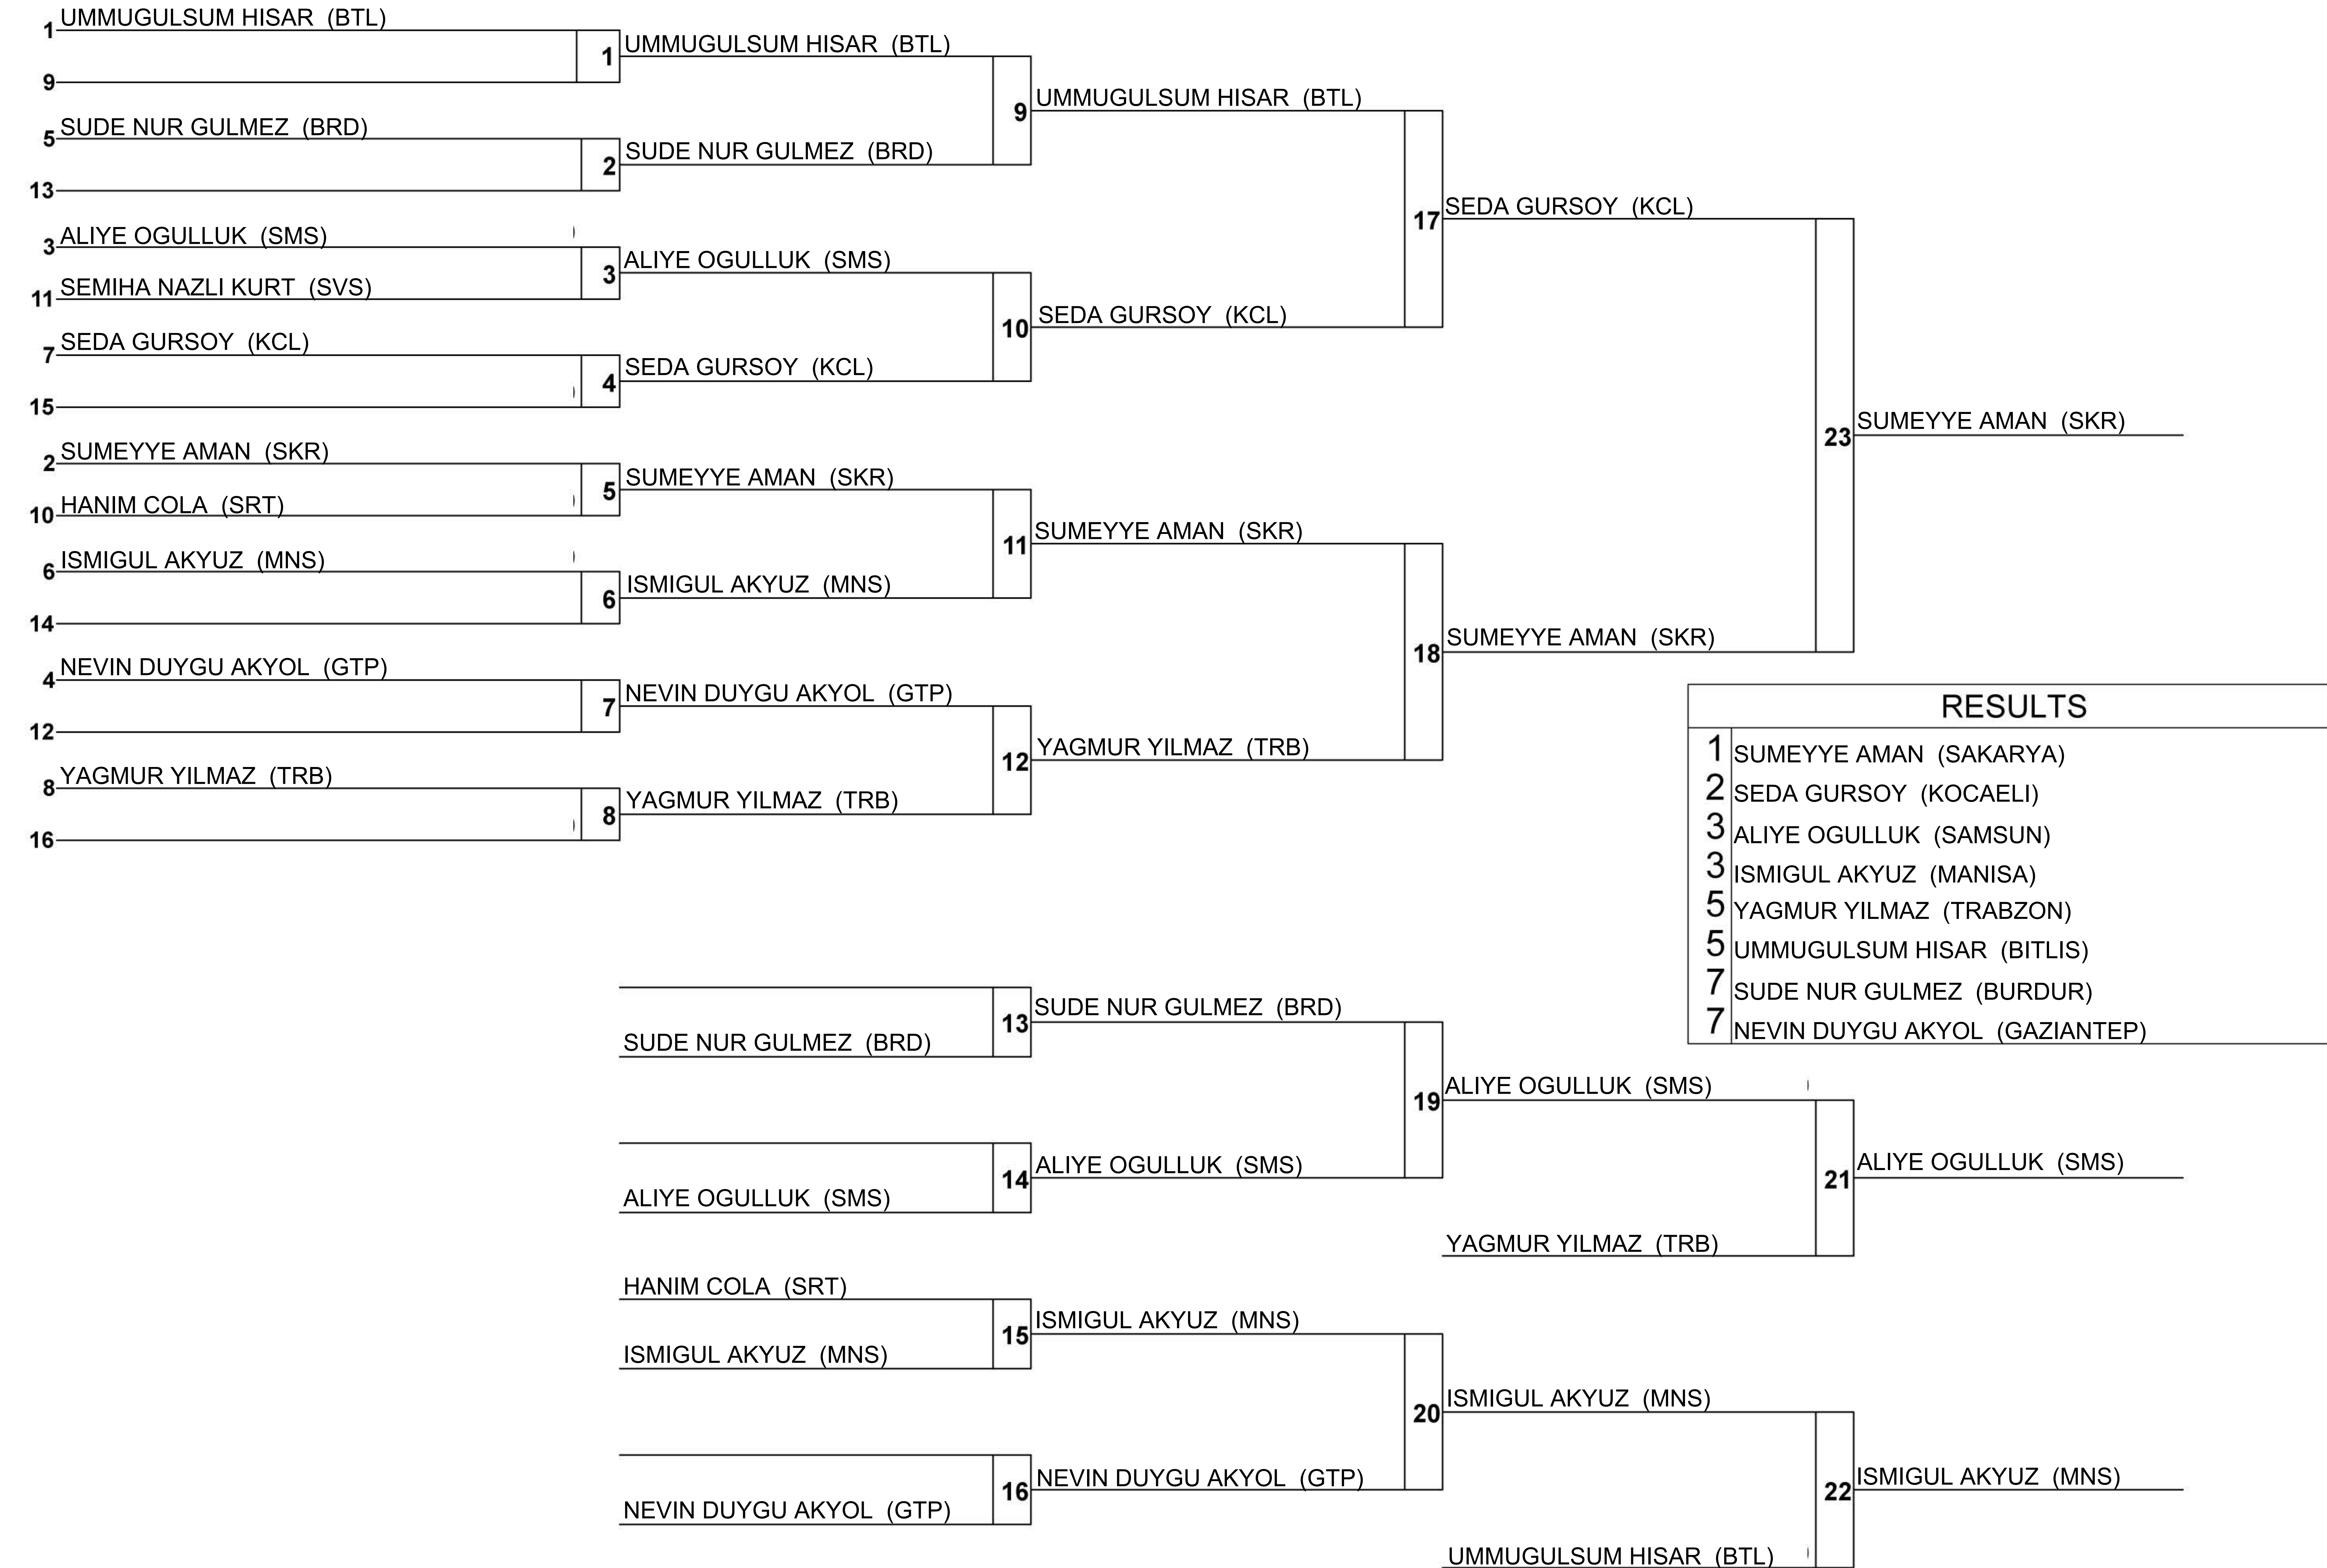 1 UMMUGULSUM HISAR (BTL)
9
1
5 SUDE NUR GULMEZ (BRD)
13
2
3 ALIYE OGULLUK (SMS)
11 SEMIHA NAZLI KURT (SVS)
3
7 SEDA GURSOY (KCL)
15
4
2 SUMEYYE AMAN (SKR)
10 HANIM COLA (SRT)
5
6 ISMIGUL AKYUZ (MNS)
14
6
4 NEVIN DUYGU AKYOL (GTP)
12
7
8 YAGMUR YILMAZ (TRB)
16
8
UMMUGULSUM HISAR (BTL)
SUDE NUR GULMEZ (BRD)
9
ALIYE OGULLUK (SMS)
SEDA GURSOY (KCL)
10
SUMEYYE AMAN (SKR)
ISMIGUL AKYUZ (MNS)
11
NEVIN DUYGU AKYOL (GTP)
YAGMUR YILMAZ (TRB)
12
UMMUGULSUM HISAR (BTL)
SEDA GURSOY (KCL)
17
SUMEYYE AMAN (SKR)
YAGMUR YILMAZ (TRB)
18
SEDA GURSOY (KCL)
SUMEYYE AMAN (SKR)
23
SUMEYYE AMAN (SKR)
RESULTS
1 SUMEYYE AMAN (SAKARYA)
2 SEDA GURSOY (KOCAELI)
3 ALIYE OGULLUK (SAMSUN)
3 ISMIGUL AKYUZ (MANISA)
5 YAGMUR YILMAZ (TRABZON)
5 UMMUGULSUM HISAR (BITLIS)
7 SUDE NUR GULMEZ (BURDUR)
7 NEVIN DUYGU AKYOL (GAZIANTEP)
SUDE NUR GULMEZ (BRD)
13
ALIYE OGULLUK (SMS)
14
HANIM COLA (SRT)
ISMIGUL AKYUZ (MNS)
15
NEVIN DUYGU AKYOL (GTP)
16
SUDE NUR GULMEZ (BRD)
ALIYE OGULLUK (SMS)
19
ISMIGUL AKYUZ (MNS)
NEVIN DUYGU AKYOL (GTP)
20
ALIYE OGULLUK (SMS)
YAGMUR YILMAZ (TRB)
21
ISMIGUL AKYUZ (MNS)
UMMUGULSUM HISAR (BTL)
22
ALIYE OGULLUK (SMS)
ISMIGUL AKYUZ (MNS)